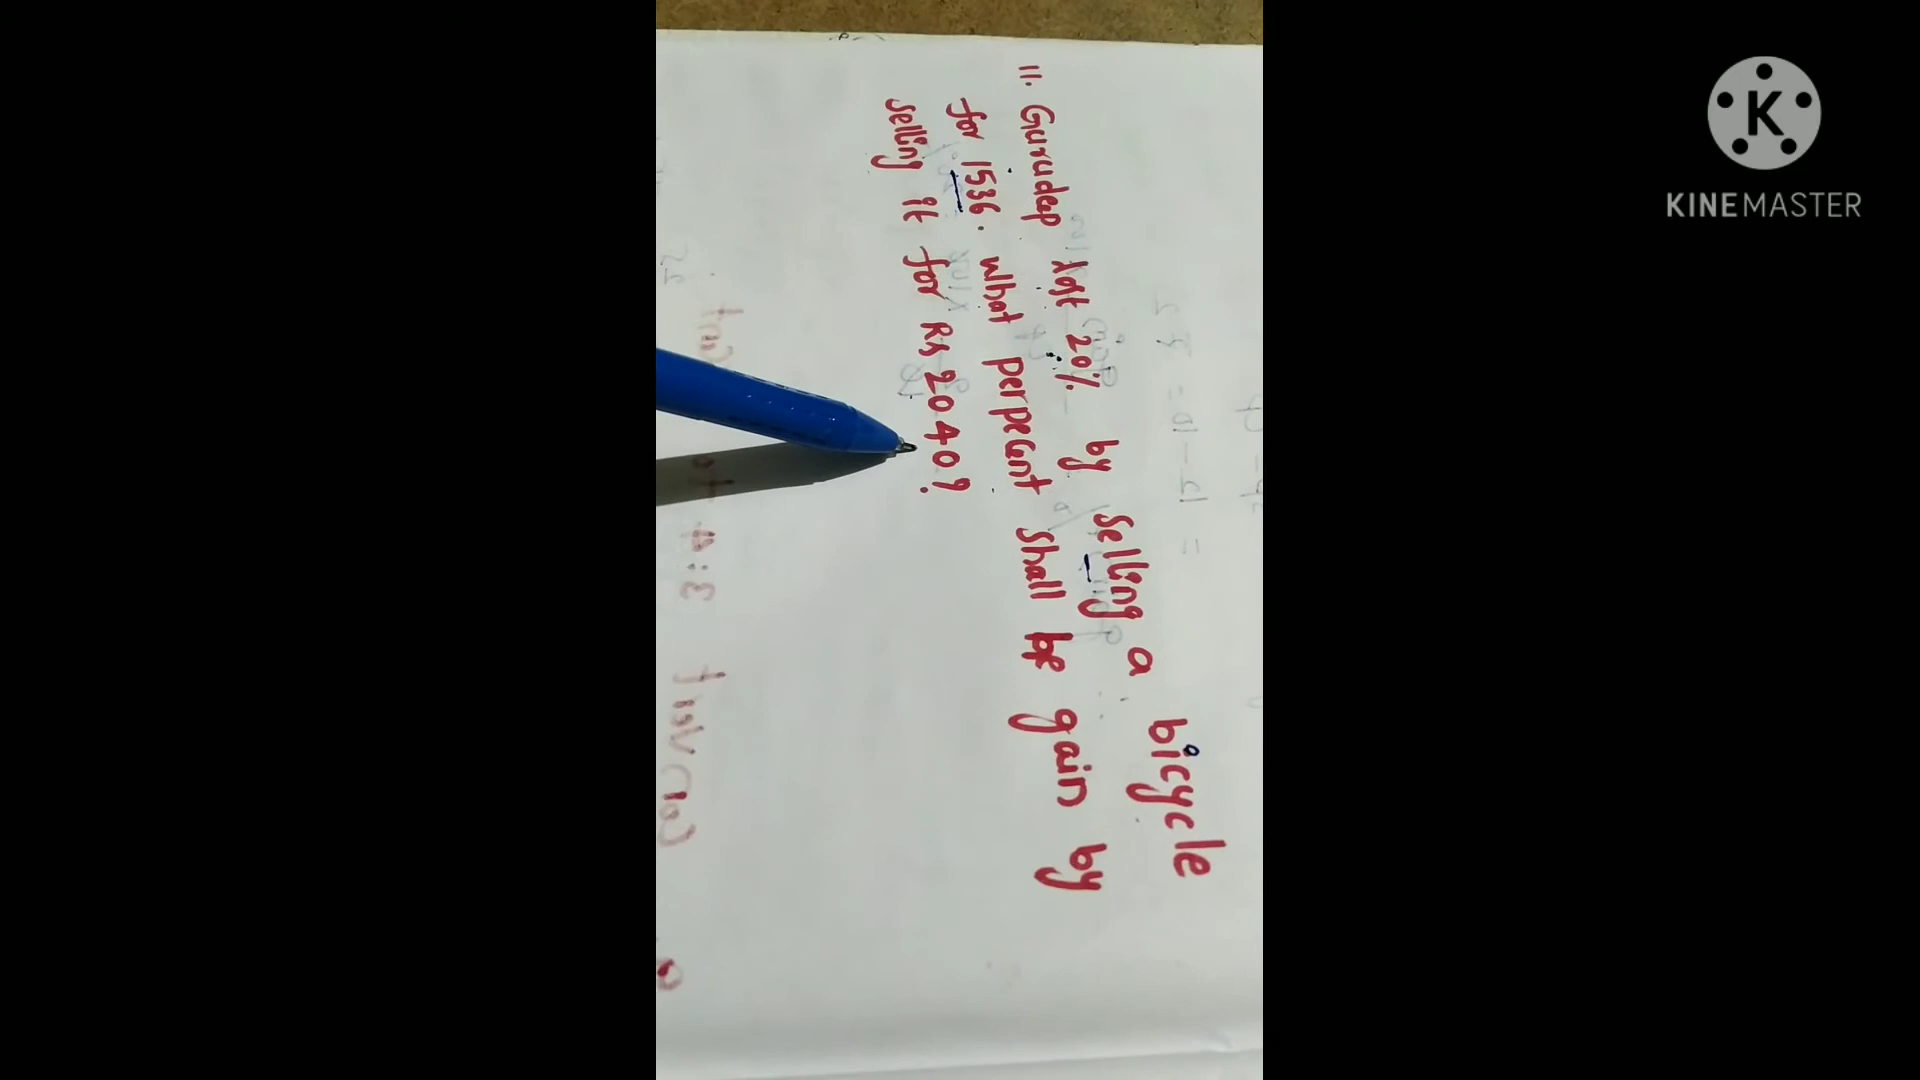 11. Gurudeep lost 20% by selling a bicycle
for 1536. what perpecent shall be gain by
selling it for Rs 2040?
K
KINEMASTER